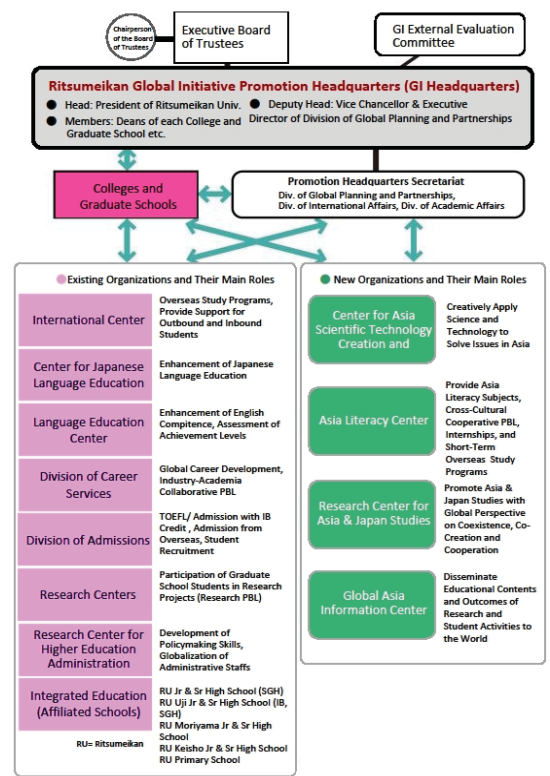 Chairperson
of the Board
of Trustees
Executive Board
of Trustees
GI External Evaluation
Committee
Ritsumeikan Global Initiative Promotion Headquarters (GI Headquarters)
● Head: President of Ritsumeikan Univ.
● Members: Deans of each College and
Graduate School etc.
● Deputy Head: Vice Chancellor & Executive
Director of Division of Global Planning and Partnerships
Colleges and
Graduate Schools
Promotion Headquarters Secretariat
Div. of Global Planning and Partnerships,
Div. of International Affairs, Div. of Academic Affairs
Existing Organizations and Their Main Roles
International Center
Overseas Study Programs,
Provide Support for
Outbound and Inbound
Students
Center for Japanese
Language Education
Enhancement of Japanese
Language Education
Language Education
Center
Enhancement of English
Compitence, Assessment of
Achievement Levels
Division of Career
Services
Global Career Development,
Industry-Academia
Collaborative PBL
Division of Admissions
TOEFL/ Admission with IB
Credit , Admission from
Overseas, Student
Recruitment
Research Centers
Participation of Graduate
School Students in Research
Projects (Research PBL)
Research Center for
Higher Education
Administration
Development of
Policymaking Skills,
Globalization of
Administrative Staffs
Integrated Education
(Affiliated Schools)
RU Jr & Sr High School (SGH)
RU Uji Jr & Sr High School (IB,
SGH)
RU Moriyama Jr & Sr High
School
RU Keisho Jr & Sr High School
RU Primary School
RU= Ritsumeikan
New Organizations and Their Main Roles
Center for Asia
Scientific Technology
Creation and
Creatively Apply
Science and
Technology to
Solve Issues in Asia
Asia Literacy Center
Provide Asia
Literacy Subjects,
Cross-Cultural
Cooperative PBL,
Internships, and
Short-Term
Overseas Study
Programs
Research Center for
Asia & Japan Studies
Promote Asia &
Japan Studies with
Global Perspective
on Coexistence, Co-
Creation and
Cooperation
Global Asia
Information Center
Disseminate
Educational Contents
and Outcomes of
Research and
Student Activities to
the World